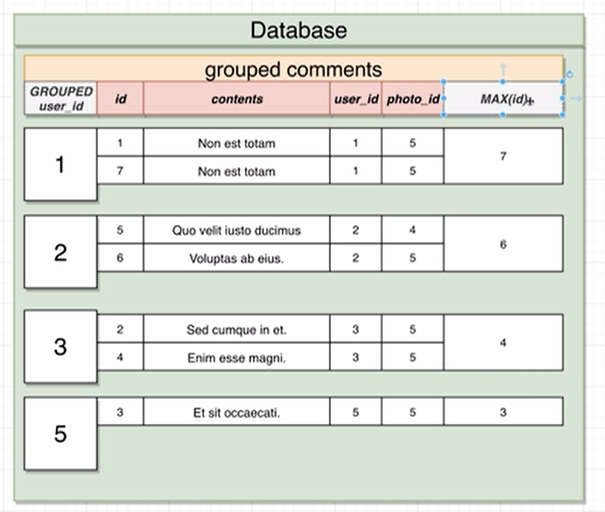 Database
grouped comments
GROUPED user_id id contents user_id photo_id MAX(id)
1 1 Non est totam 1 5 7
7 Non est totam 1 5
2 5 Quo velit iusto ducimus 2 4 6
6 Voluptas ab eius. 2 5
3 2 Sed cumque in et. 3 5 4
4 Enim esse magni. 3 5
5 3 Et sit occaecati. 5 5 3